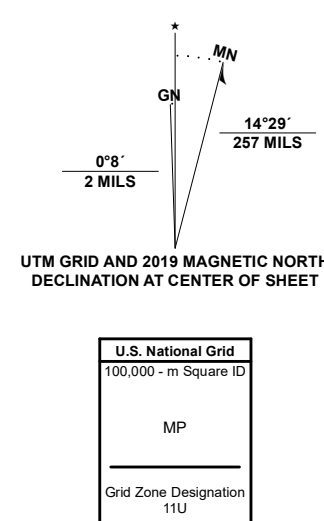 ★
MN
GN
14°29´
257 MILS
0°8´
2 MILS
UTM GRID AND 2019 MAGNETIC NORTH
DECLINATION AT CENTER OF SHEET
U.S. National Grid
100,000 - m Square ID
MP
Grid Zone Designation
11U